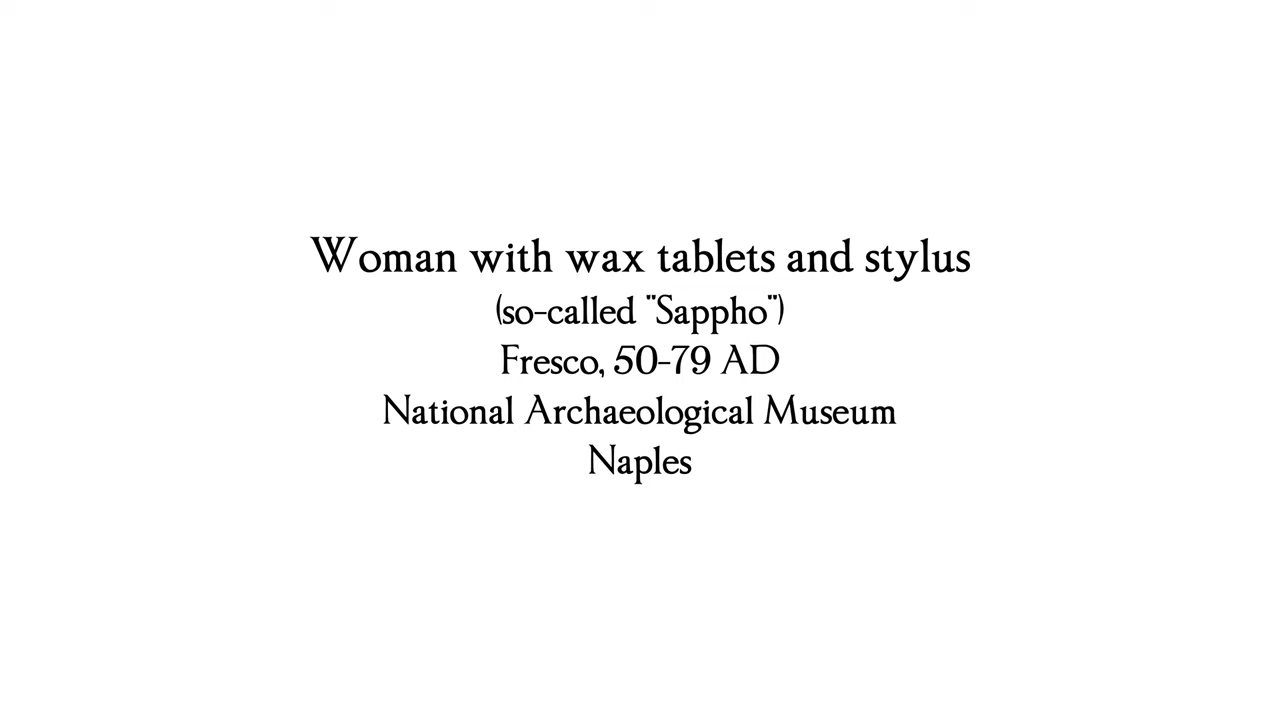 Woman with wax tablets and stylus
(so-called "Sappho")
Fresco, 50-79 AD
National Archaeological Museum
Naples